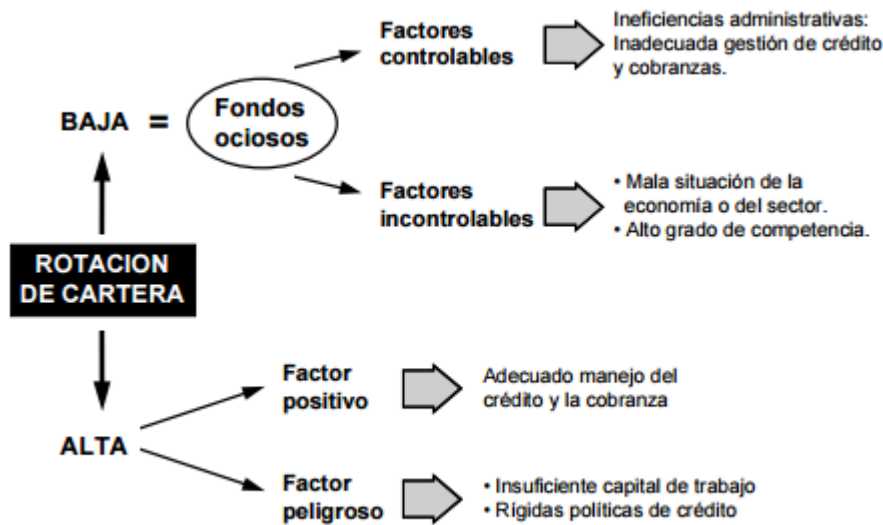 Factores
controlables
Ineficiencias administrativas:
Inadecuada gestión de crédito
y cobranzas.
BAJA =
Fondos
ociosos
Factores
incontrolables
• Mala situación de la
economía o del sector.
• Alto grado de competencia.
ROTACION
DE CARTERA
Factor
positivo
Adecuado manejo del
crédito y la cobranza
ALTA
Factor
peligroso
• Insuficiente capital de trabajo
• Rígidas políticas de crédito